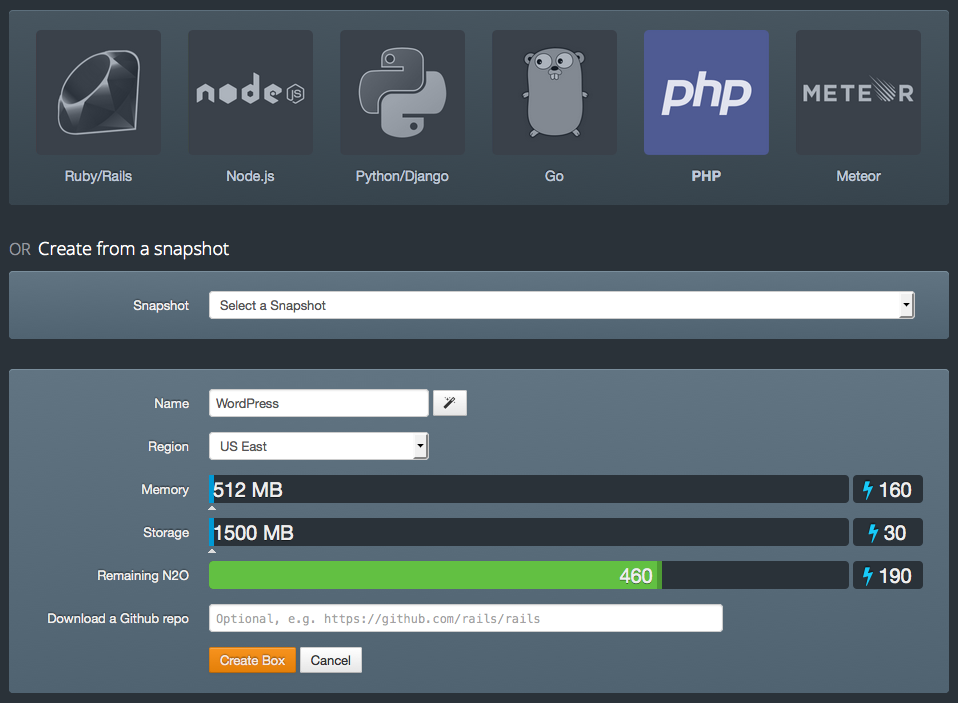 node JS
php
METEOR
Ruby/Rails
Node.js
Python/Django
Go
PHP
Meteor
OR Create from a snapshot
Snapshot
Select a Snapshot
Name
WordPress
Region
US East
Memory
512 MB
160
Storage
1500 MB
30
Remaining N2O
460
190
Download a Github repo
Optional, e.g. https://github.com/rails/rails
Create Box
Cancel